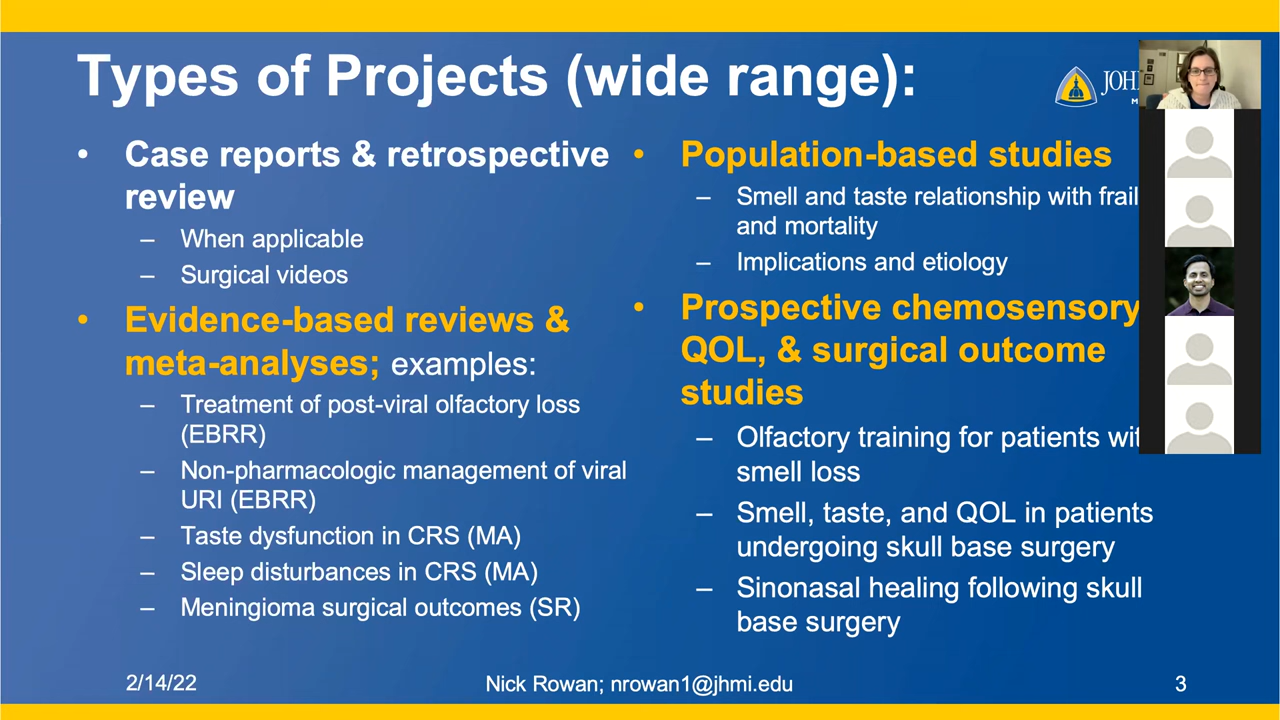 Types of Projects (wide range):
• Case reports & retrospective
review
– When applicable
– Surgical videos
• Evidence-based reviews &
meta-analyses; examples:
– Treatment of post-viral olfactory loss
(EBRR)
– Non-pharmacologic management of viral
URI (EBRR)
– Taste dysfunction in CRS (MA)
– Sleep disturbances in CRS (MA)
– Meningioma surgical outcomes (SR)
• Population-based studies
– Smell and taste relationship with frail
and mortality
– Implications and etiology
• Prospective chemosensory
QOL, & surgical outcome
studies
– Olfactory training for patients wit
smell loss
– Smell, taste, and QOL in patients
undergoing skull base surgery
– Sinonasal healing following skull
base surgery
JOH
M
2/14/22
Nick Rowan; nrowan1@jhmi.edu
3